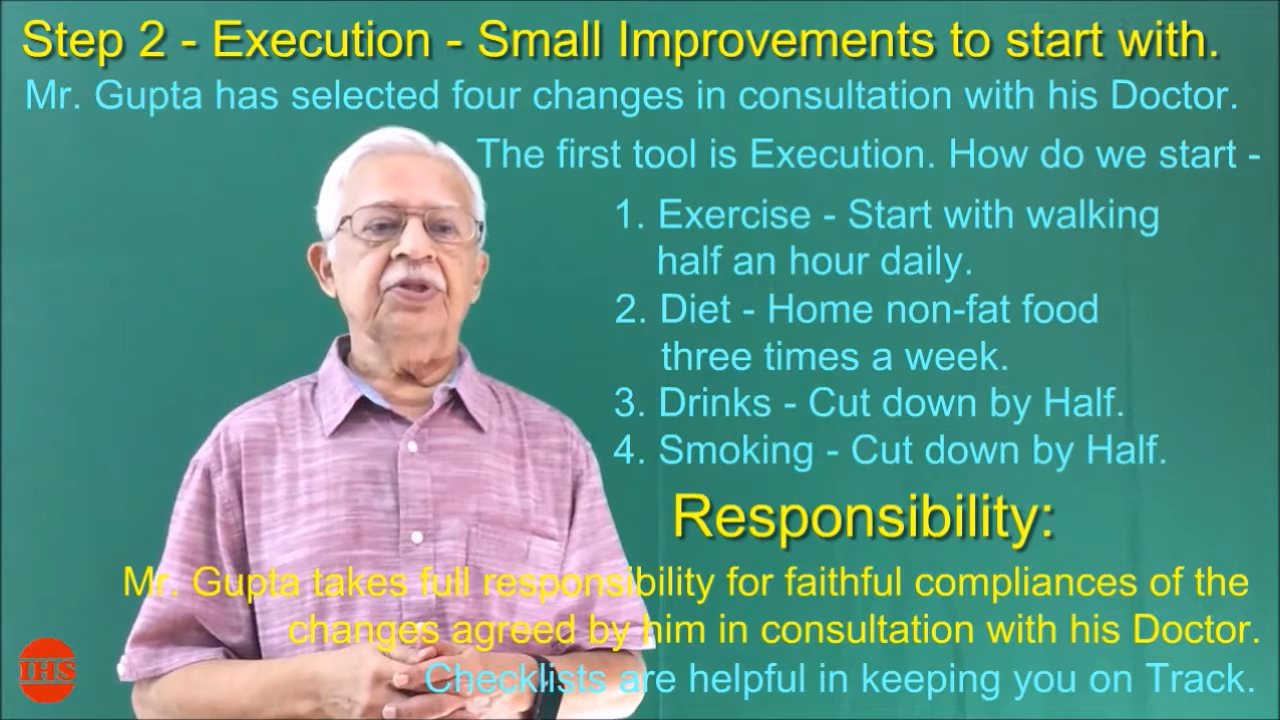 Step 2 - Execution - Small Improvements to start with.
Mr. Gupta has selected four changes in consultation with his Doctor.
The first tool is Execution. How do we start -
1. Exercise - Start with walking
half an hour daily.
2. Diet - Home non-fat food
three times a week.
3. Drinks - Cut down by Half.
4. Smoking - Cut down by Half.
Responsibility:
Mr. Gupta takes full responsibility for faithful compliances of the
changes agreed by him in consultation with his Doctor.
Checklists are helpful in keeping you on Track.
IHS